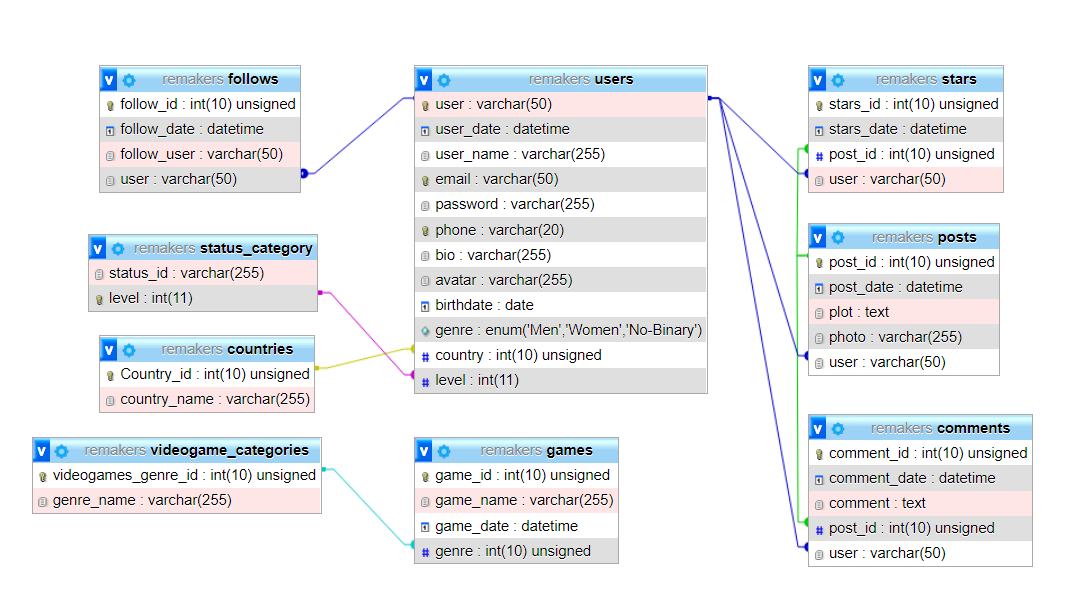 v remakers follows
follow_id : int(10) unsigned
follow_date : datetime
follow_user : varchar(50)
user : varchar(50)
v remakers status_category
status_id : varchar(255)
level : int(11)
v remakers countries
Country_id : int(10) unsigned
country_name : varchar(255)
v remakers videogame_categories
videogames_genre_id : int(10) unsigned
genre_name : varchar(255)
v remakers users
user : varchar(50)
user_date : datetime
user_name : varchar(255)
email : varchar(50)
password : varchar(255)
phone : varchar(20)
bio : varchar(255)
avatar : varchar(255)
birthdate : date
genre : enum('Men','Women','No-Binary')
# country : int(10) unsigned
# level : int(11)
v remakers games
game_id : int(10) unsigned
game_name : varchar(255)
game_date : datetime
# genre : int(10) unsigned
v remakers stars
stars_id : int(10) unsigned
stars_date : datetime
# post_id : int(10) unsigned
user : varchar(50)
v remakers posts
post_id : int(10) unsigned
post_date : datetime
plot : text
photo : varchar(255)
user : varchar(50)
v remakers comments
comment_id : int(10) unsigned
comment_date : datetime
comment : text
# post_id : int(10) unsigned
user : varchar(50)